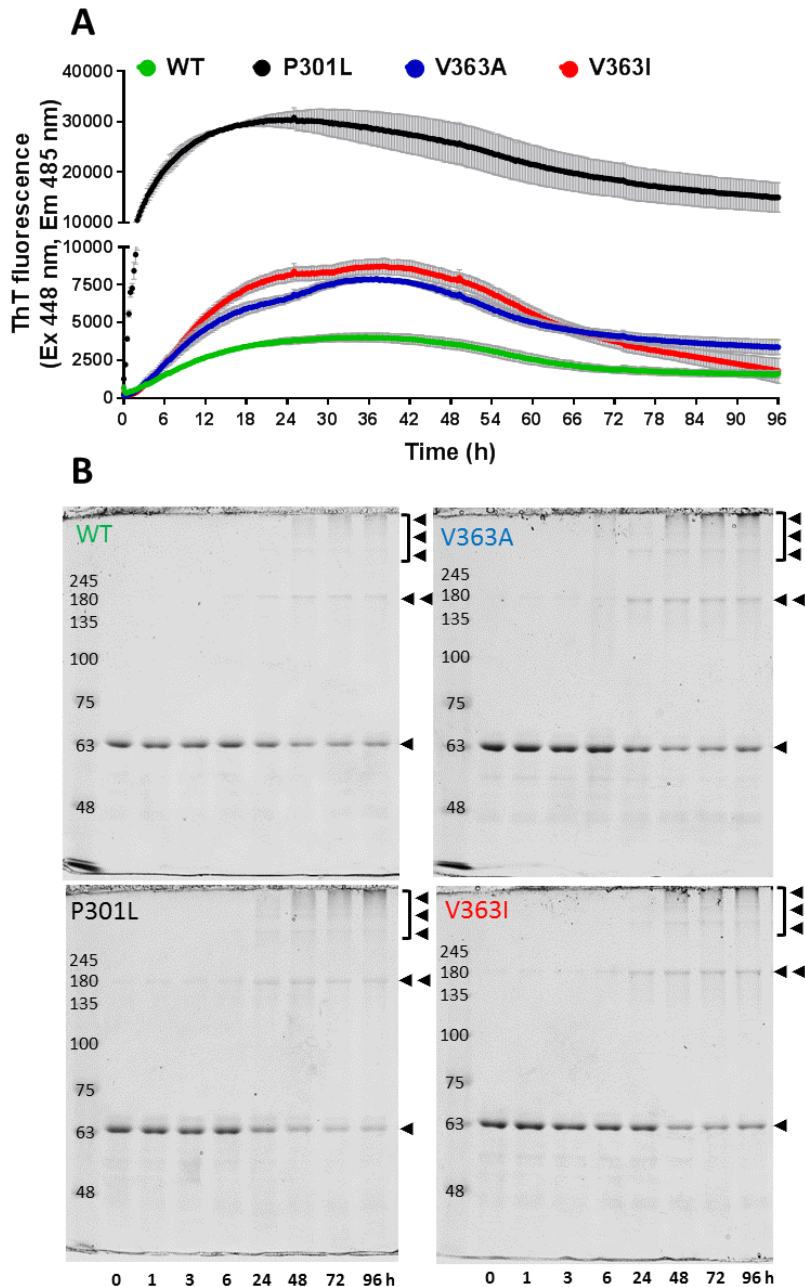 A
WT P301L V363A V363I
ThT fluorescence
(Ex 448 nm, Em 485 nm)
40000
30000
20000
10000
10000
7500
5000
2500
0
0 6 12 18 24 30 36 42 48 54 60 66 72 78 84 90 96
Time (h)
B
WT
245
180
135
100
75
63
48
V363A
245
180
135
100
75
63
48
P301L
245
180
135
100
75
63
48
0 1 3 6 24 48 72 96h
V363I
245
180
135
100
75
63
48
0 1 3 6 24 48 72 96h